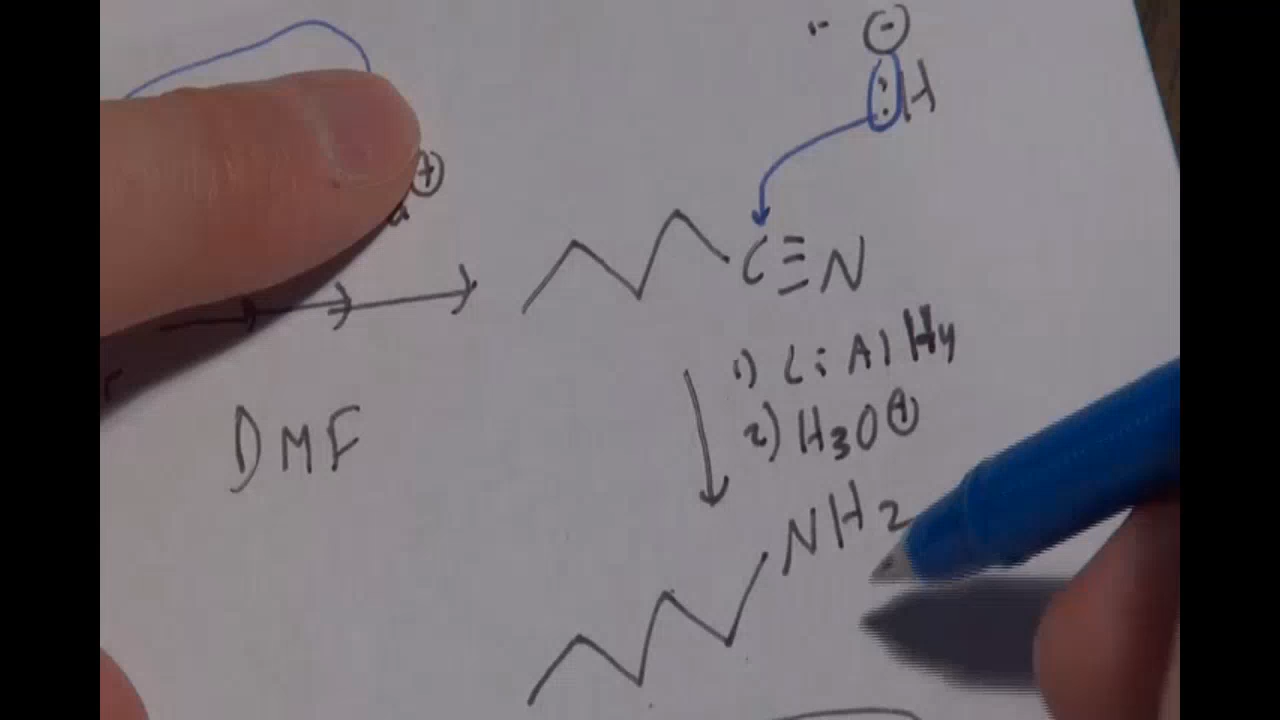 ⊖
:H
⊕
C≡N
1) LiAlH4
2) H3O⊕
DMF
NH2